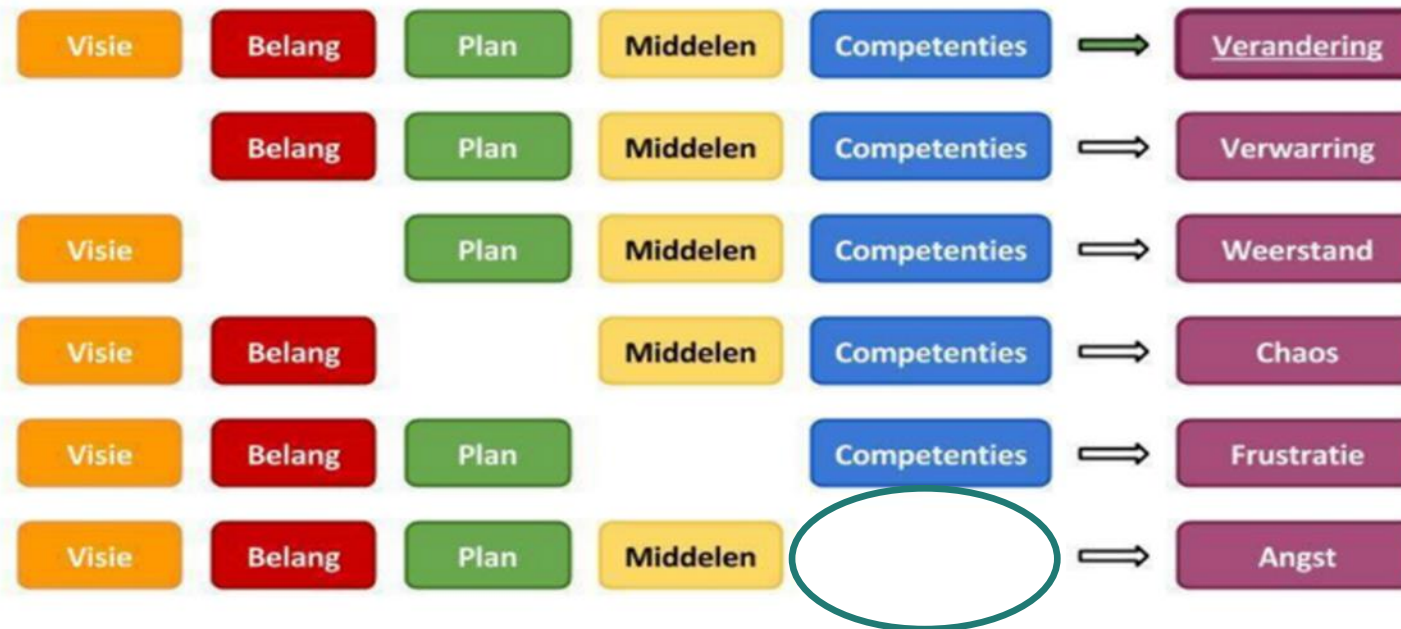 Visie Belang Plan Middelen Competenties Verandering
Belang Plan Middelen Competenties Verwarring
Visie Plan Middelen Competenties Weerstand
Visie Belang Middelen Competenties Chaos
Visie Belang Plan Competenties Frustratie
Visie Belang Plan Middelen Angst